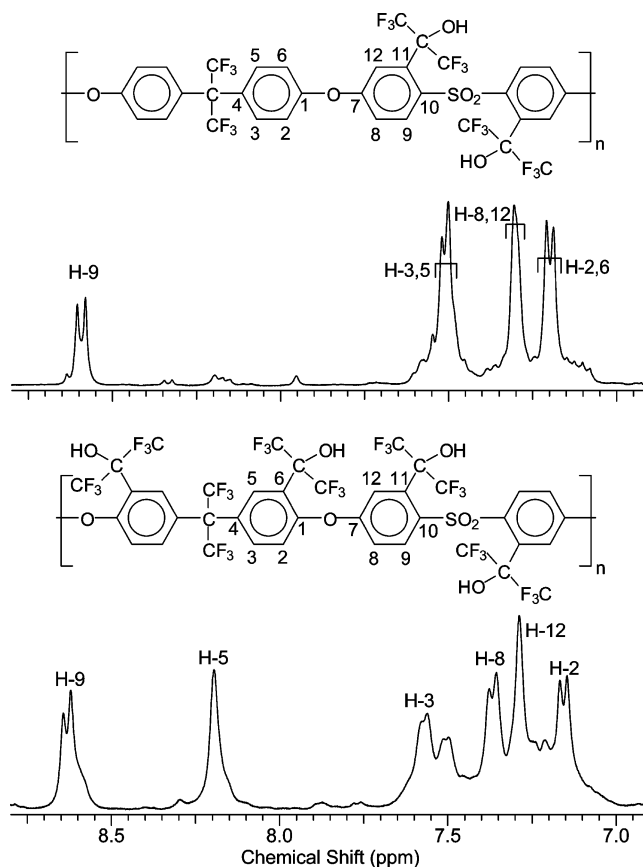 F₃C OH
C
CF₃ 5 6 12 11 CF₃
O C 4 1 O 7 10 SO₂
CF₃ 3 2 8 9 CF₃
HO C
F₃C n
H-8,12
H-9 H-3,5 H-2,6
F₃C F₃C OH F₃C OH
HO C C C
CF₃ CF₃ 5 6 CF₃ 12 11 CF₃
O C 4 1 O 7 10 SO₂
CF₃ 3 2 8 9 CF₃
HO C
F₃C n
H-12
H-9 H-5 H-3 H-8 H-2
8.5 8.0 7.5 7.0
Chemical Shift (ppm)